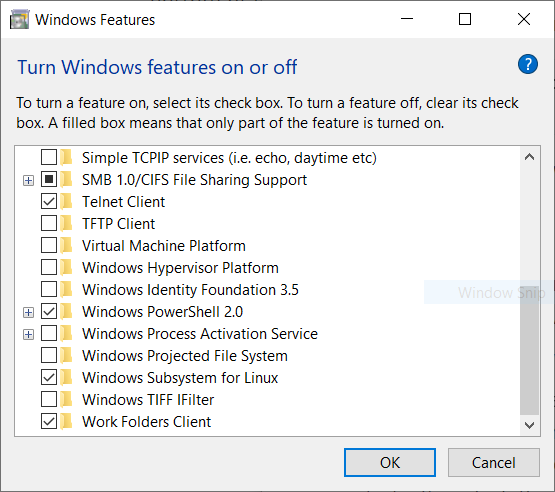 Windows Features
Turn Windows features on or off
?
To turn a feature on, select its check box. To turn a feature off, clear its check
box. A filled box means that only part of the feature is turned on.
Simple TCPIP services (i.e. echo, daytime etc)
SMB 1.0/CIFS File Sharing Support
Telnet Client
TFTP Client
Virtual Machine Platform
Windows Hypervisor Platform
Windows Identity Foundation 3.5
Window Snip
Windows PowerShell 2.0
Windows Process Activation Service
Windows Projected File System
Windows Subsystem for Linux
Windows TIFF IFilter
Work Folders Client
OK
Cancel